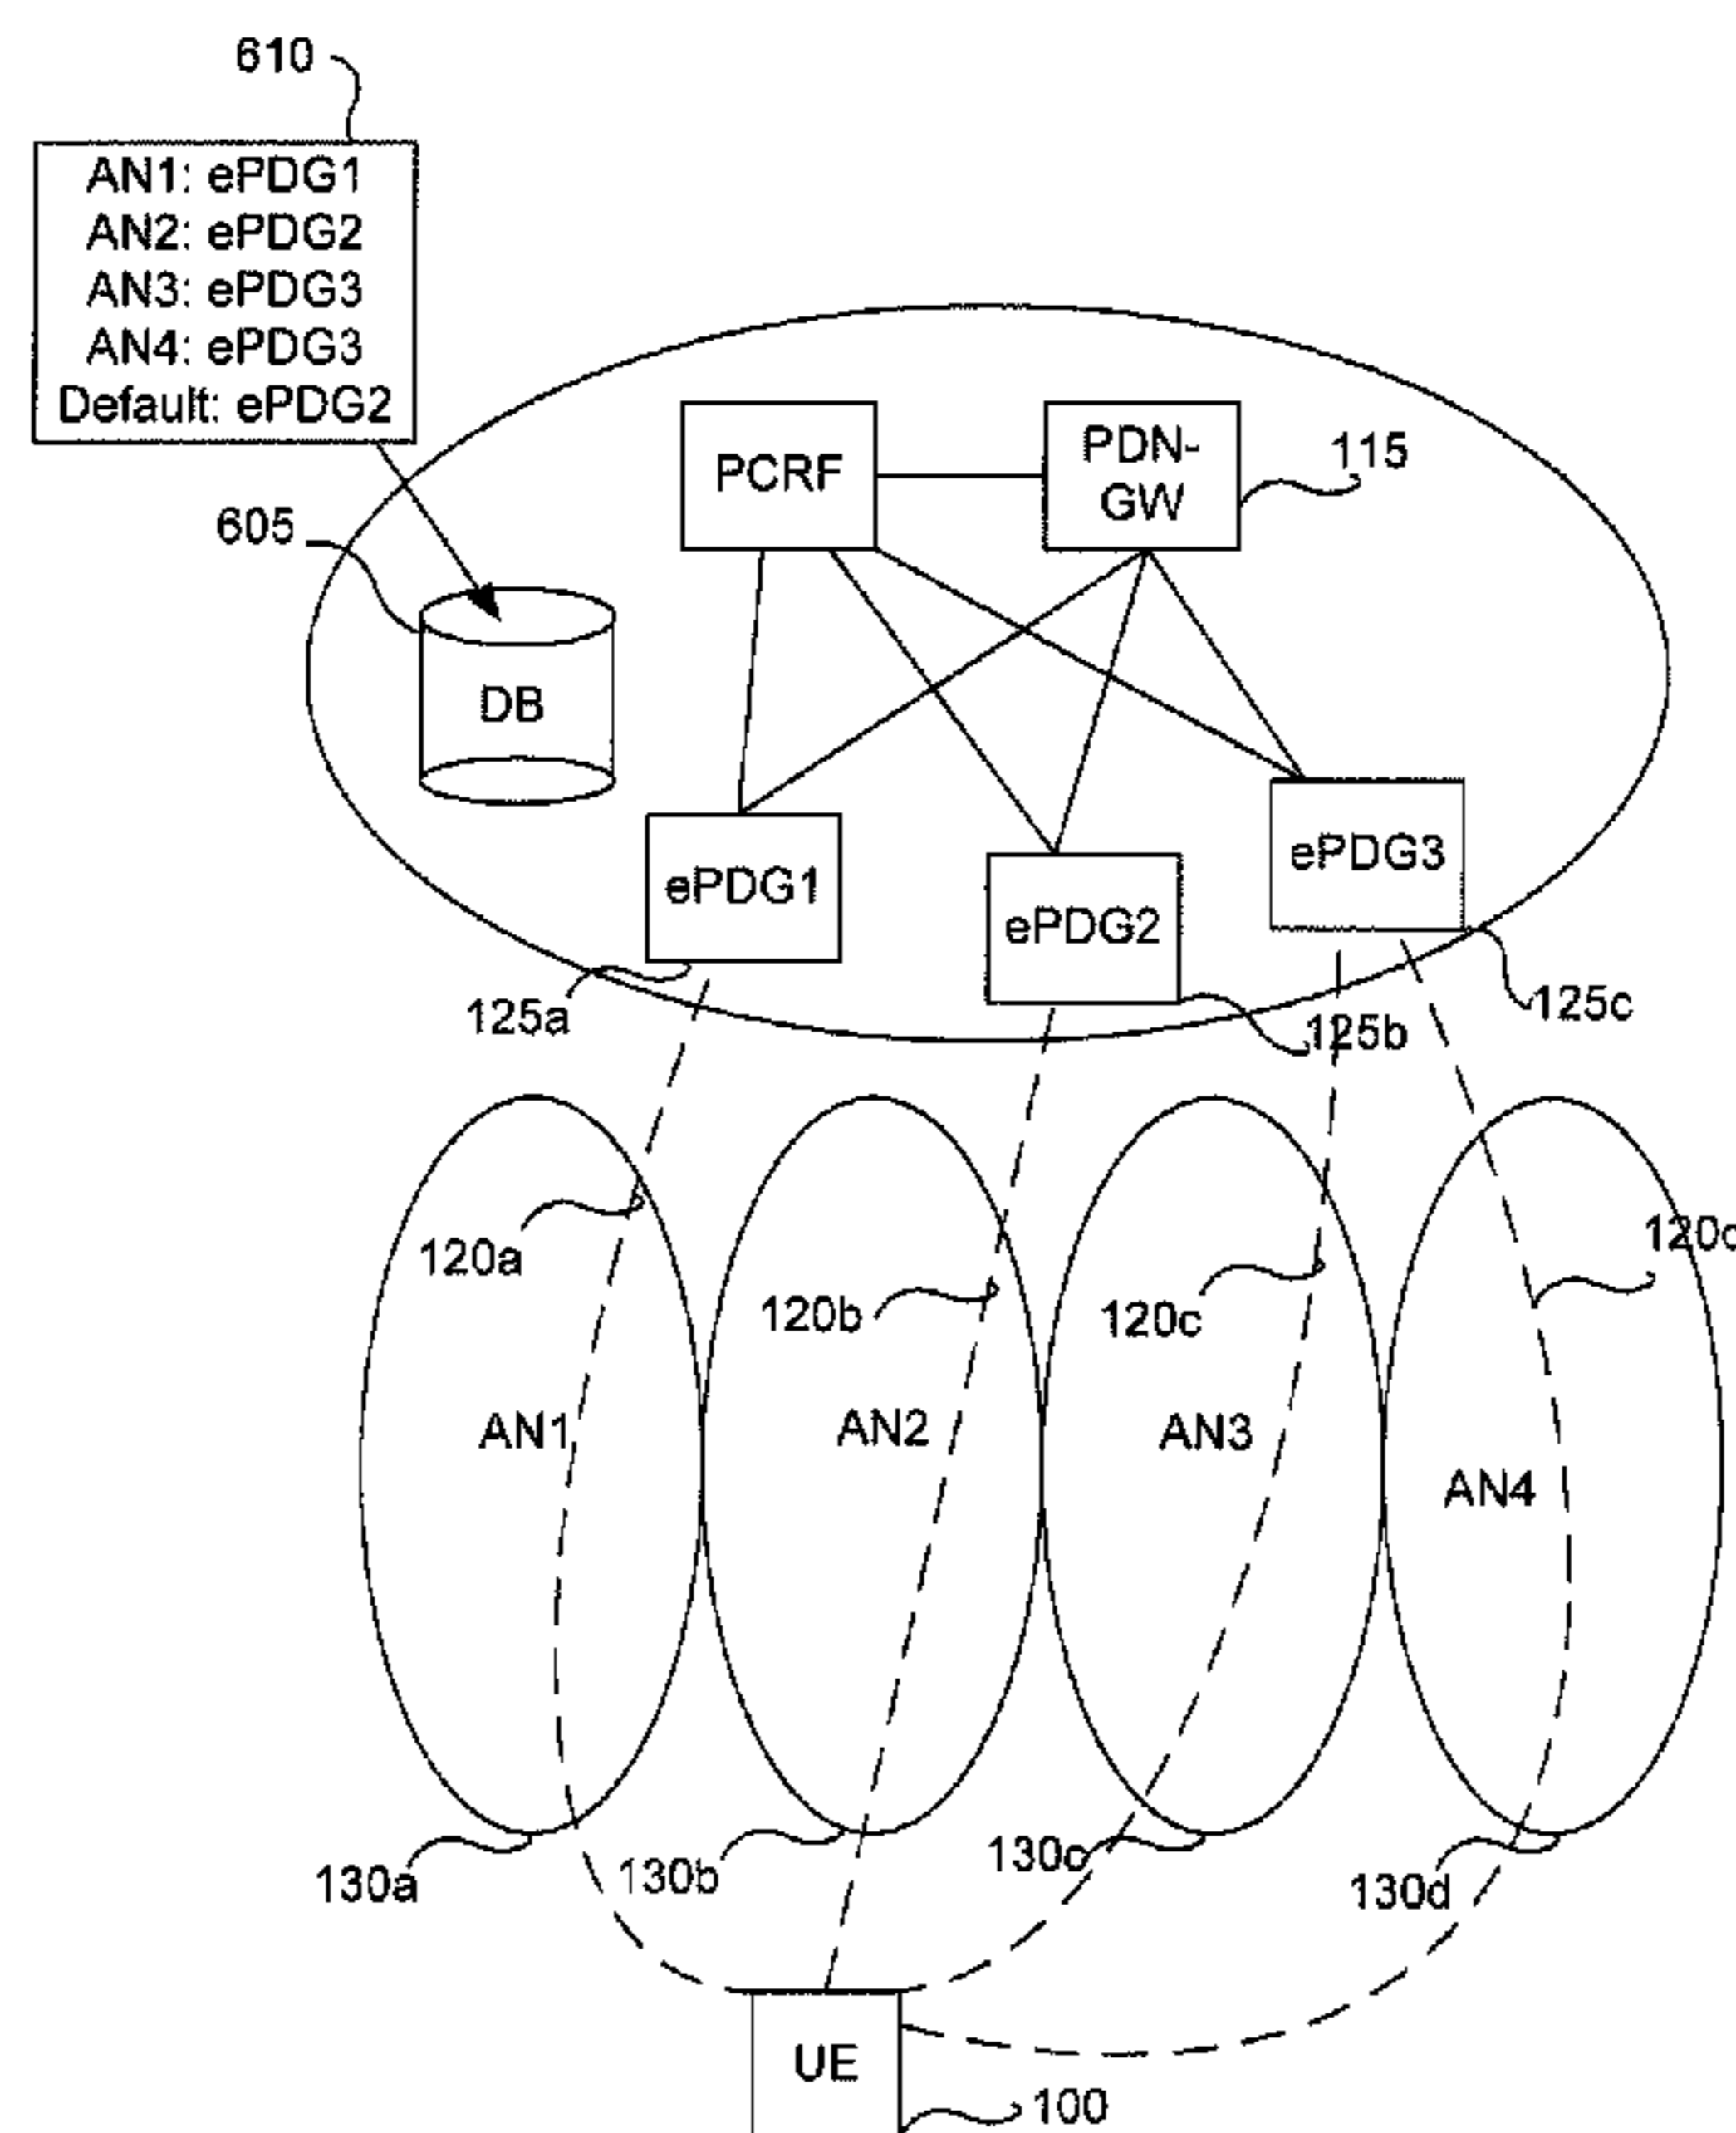 610
AN1: ePDG1
AN2: ePDG2
AN3: ePDG3
AN4: ePDG3
Default: ePDG2
PCRF
PDN-
GW
115
605
DB
ePDG1
ePDG2
ePDG3
125a
125b
125c
120a
120b
120c
AN1
AN2
AN3
AN4
130a
130b
130c
130d
UE
100